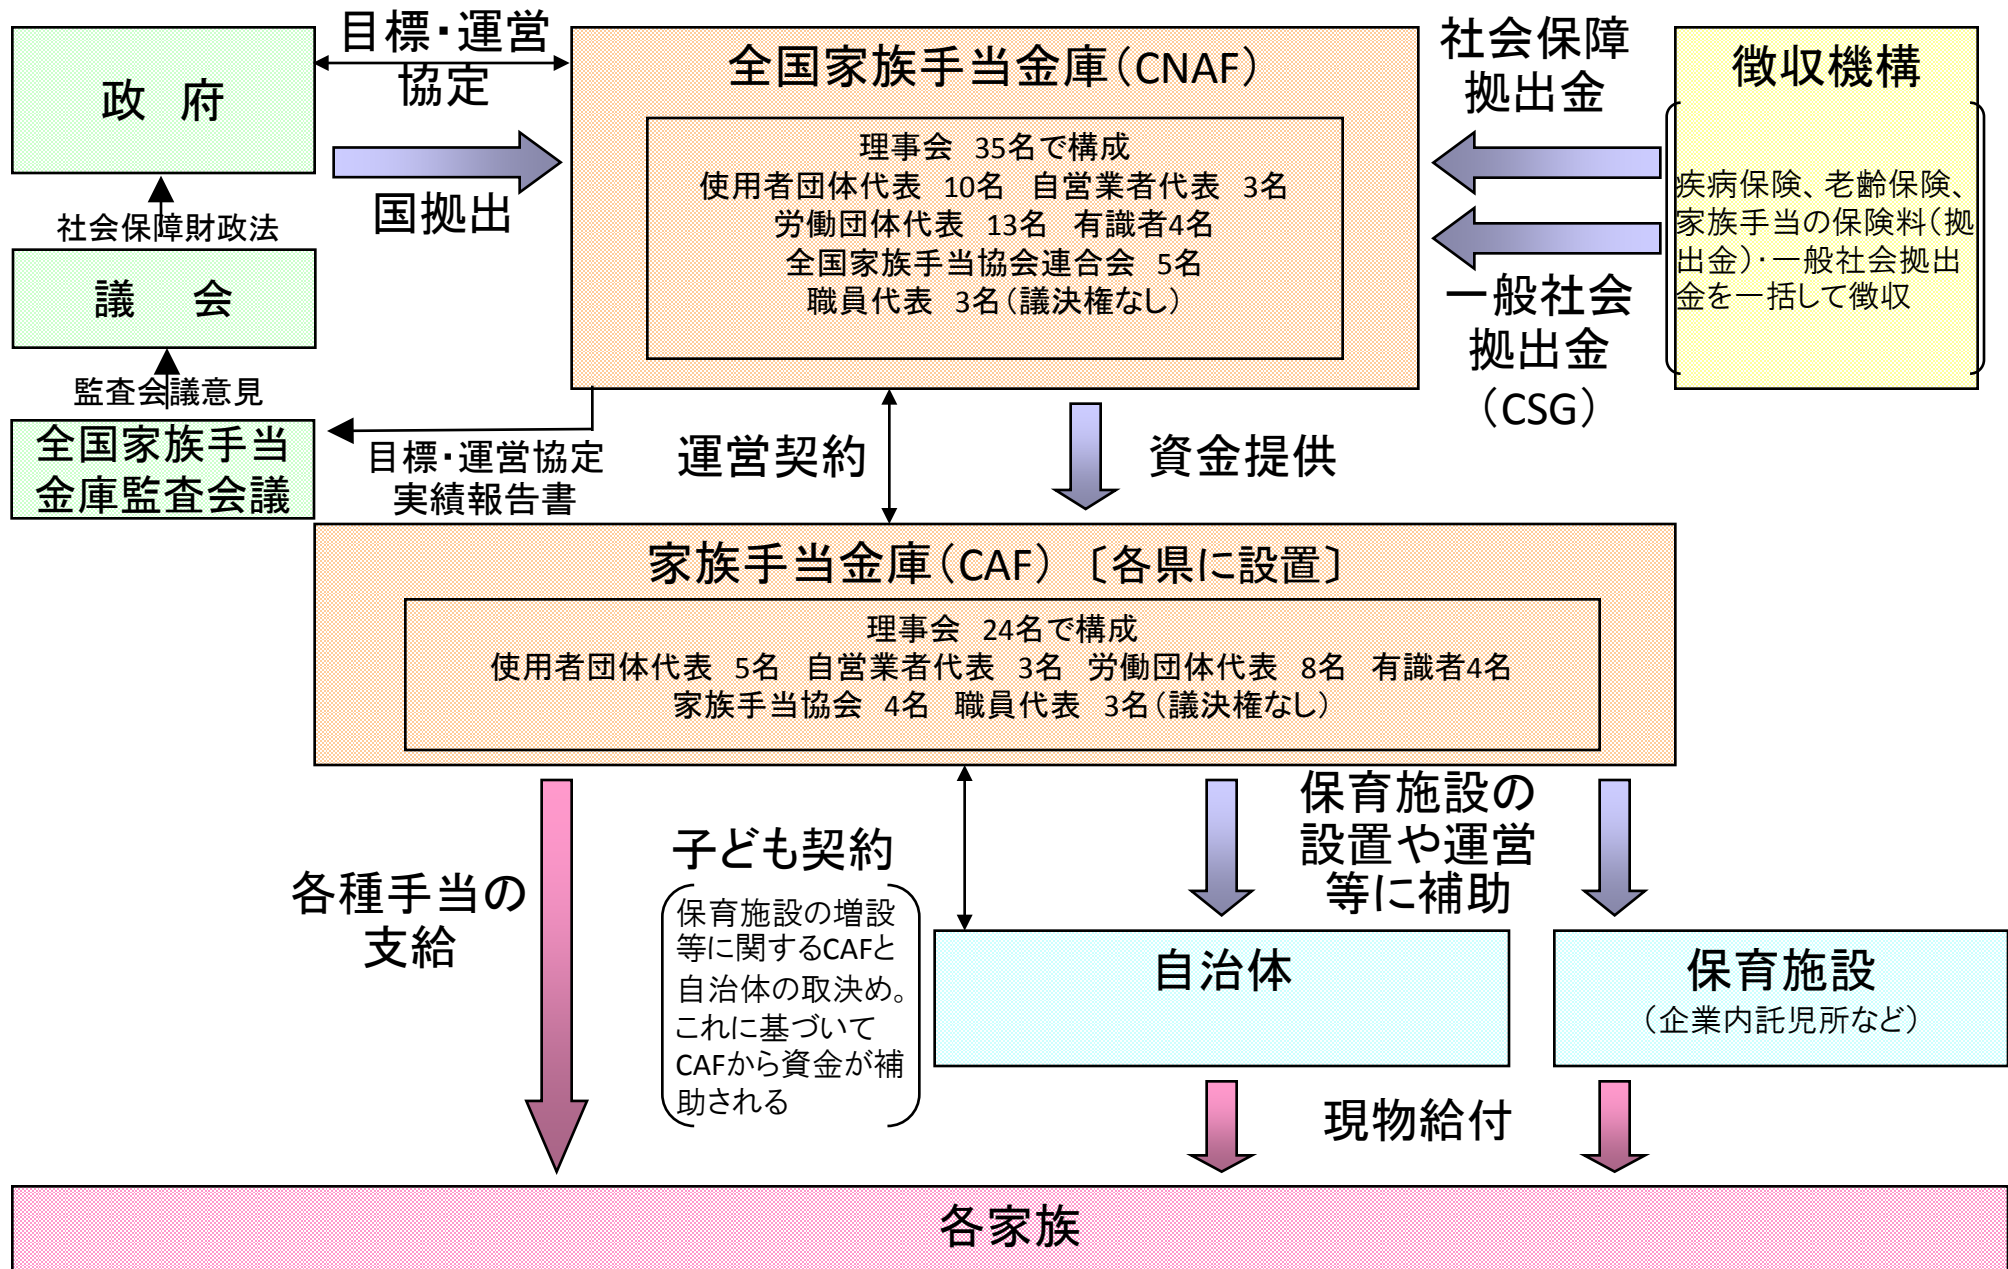 政　府
目標・運営
協定
国拠出
社会保障財政法
議　会
監査会議意見
全国家族手当
金庫監査会議
目標・運営協定
実績報告書
全国家族手当金庫（CNAF）
理事会　35名で構成
使用者団体代表　10名　自営業者代表　3名
労働団体代表　13名　有識者4名
全国家族手当協会連合会　5名
職員代表　3名（議決権なし）
社会保障
拠出金
一般社会
拠出金
（CSG）
徴収機構
疾病保険、老齢保険、
家族手当の保険料（拠
出金）・一般社会拠出
金を一括して徴収
運営契約
資金提供
家族手当金庫（CAF）〔各県に設置〕
理事会　24名で構成
使用者団体代表　5名　自営業者代表　3名　労働団体代表　8名　有識者4名
家族手当協会　4名　職員代表　3名（議決権なし）
各種手当の
支給
子ども契約
保育施設の増設
等に関するCAFと
自治体の取決め。
これに基づいて
CAFから資金が補
助される
保育施設の
設置や運営
等に補助
自治体
保育施設
（企業内託児所など）
現物給付
各家族